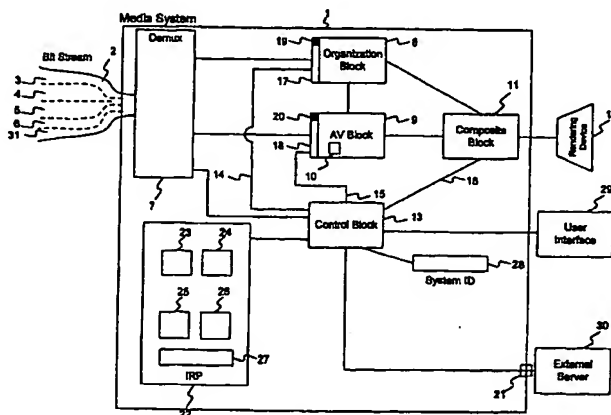 1
Media System
2
Bit Stream
Demux
3
4
5
6
31
7
19
17
Organization
Block
8
20
18
AV Block
9
10
11
Composite
Block
Rendering
Device
14
15
16
Control Block
13
29
User
Interface
28
System ID
23
24
25
26
27
IRP
22
21
30
External
Server